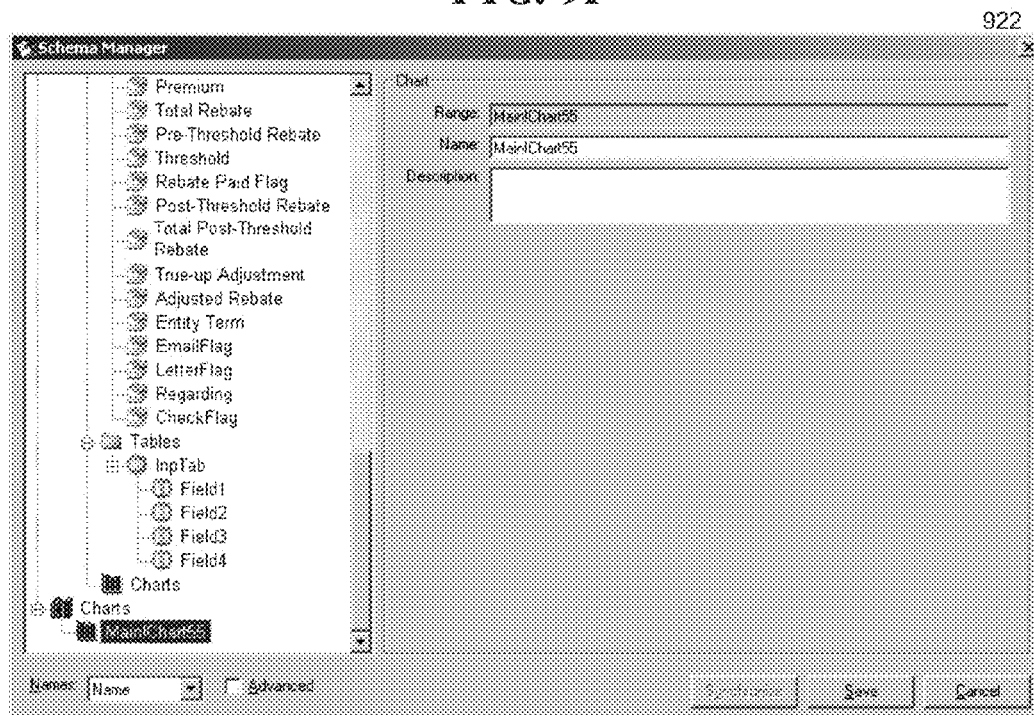 922
Schema Manager
Premium
Total Rebate
Pre-Threshold Rebate
Threshold
Rebate Paid Flag
Post-Threshold Rebate
Total Post-Threshold
Rebate
True-up Adjustment
Adjusted Rebate
Entity Term
EmailFlag
LetterFlag
Regarding
CheckFlag
Tables
InpTab
Field1
Field2
Field3
Field4
Charts
Charts
Chart
Range:
Name:
Description:
Names: Name
Advanced
Save
Cancel